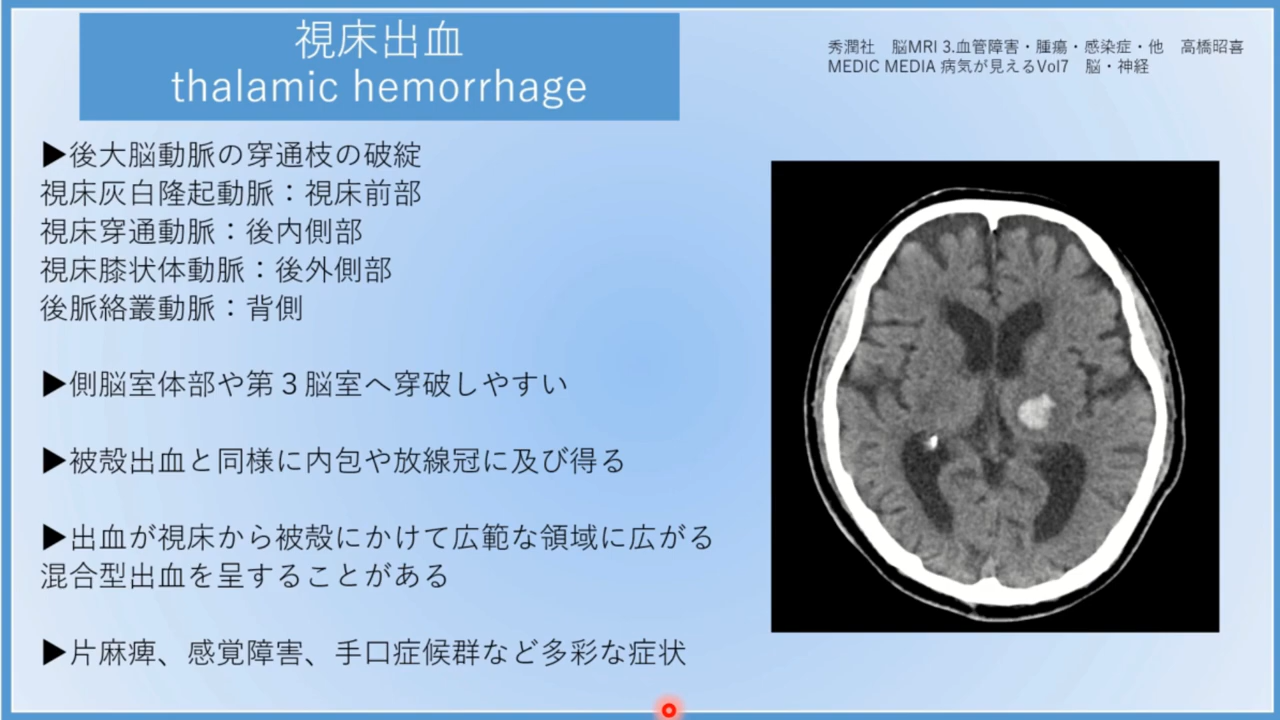 視床出血
thalamic hemorrhage
秀潤社　脳MRI 3.血管障害・腫瘍・感染症・他　高橋昭喜
MEDIC MEDIA 病気が見えるVol7　脳・神経
▶後大脳動脈の穿通枝の破綻
視床灰白隆起動脈：視床前部
視床穿通動脈：後内側部
視床膝状体動脈：後外側部
後脈絡叢動脈：背側
▶側脳室体部や第３脳室へ穿破しやすい
▶被殻出血と同様に内包や放線冠に及び得る
▶出血が視床から被殻にかけて広範な領域に広がる
混合型出血を呈することがある
▶片麻痺、感覚障害、手口症候群など多彩な症状